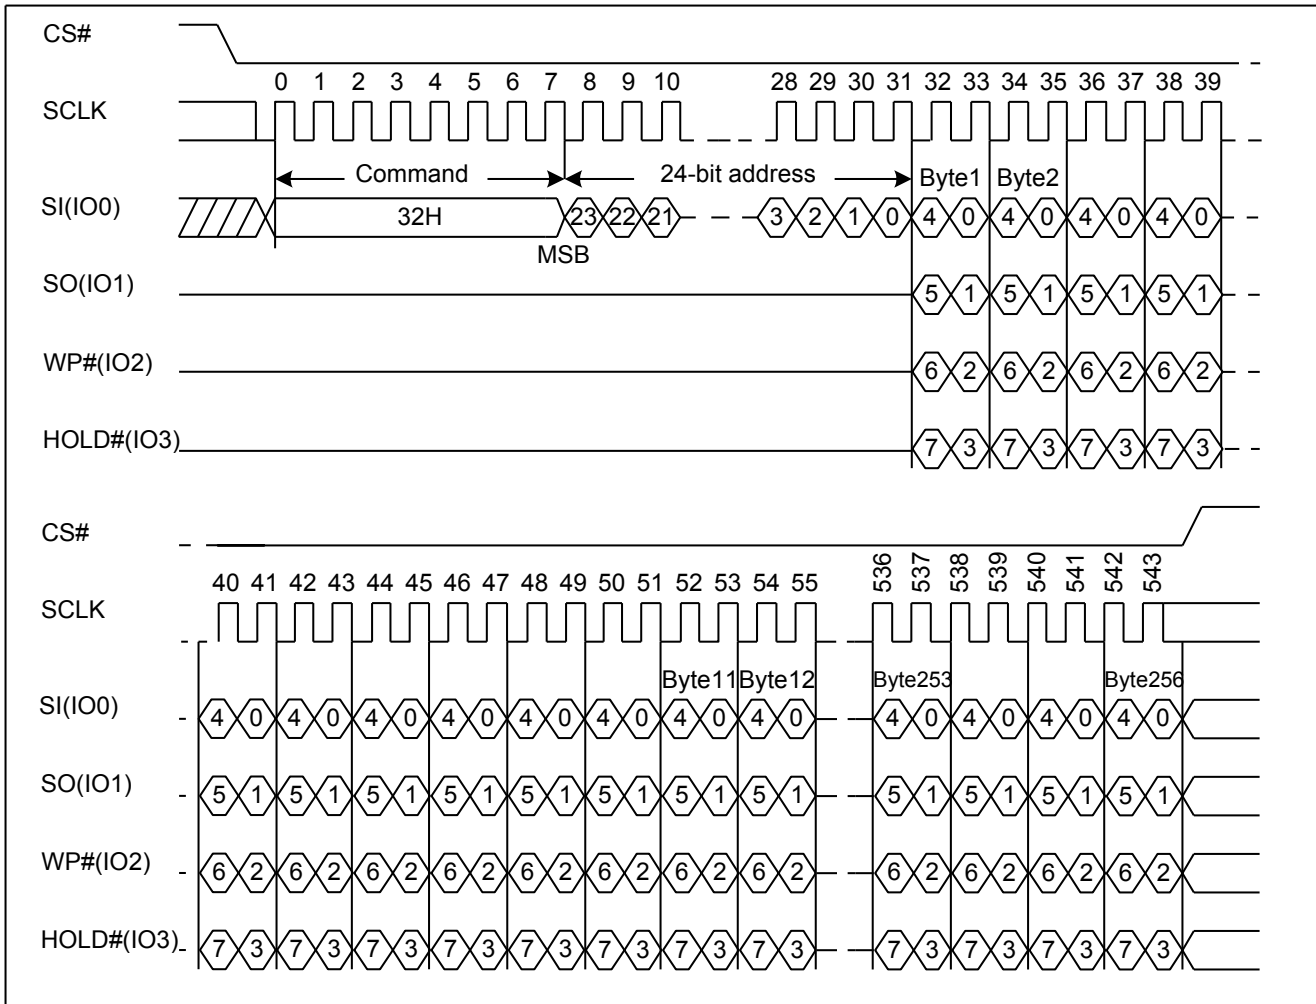 CS#
0 1 2 3 4 5 6 7 8 9 10 28 29 30 31 32 33 34 35 36 37 38 39
SCLK
Command 24-bit address Byte1 Byte2
SI(IO0) 32H 23 22 21 3 2 1 0 4 0 4 0 4 0 4 0
MSB
SO(IO1) 5 1 5 1 5 1 5 1
WP#(IO2) 6 2 6 2 6 2 6 2
HOLD#(IO3) 7 3 7 3 7 3 7 3
CS#
40 41 42 43 44 45 46 47 48 49 50 51 52 53 54 55 536 537 538 539 540 541 542 543
SCLK
Byte11 Byte12 Byte253 Byte256
SI(IO0) 4 0 4 0 4 0 4 0 4 0 4 0 4 0 4 0 4 0 4 0 4 0 4 0
SO(IO1) 5 1 5 1 5 1 5 1 5 1 5 1 5 1 5 1 5 1 5 1 5 1 5 1
WP#(IO2) 6 2 6 2 6 2 6 2 6 2 6 2 6 2 6 2 6 2 6 2 6 2 6 2
HOLD#(IO3) 7 3 7 3 7 3 7 3 7 3 7 3 7 3 7 3 7 3 7 3 7 3 7 3